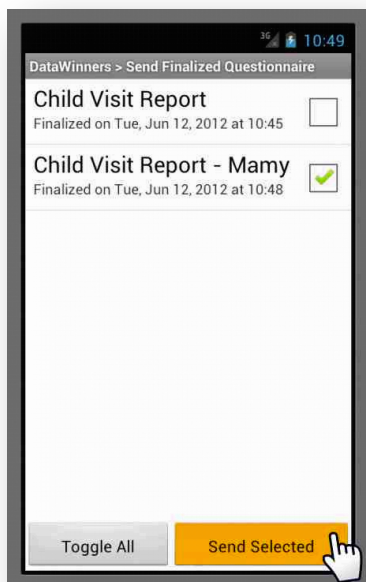 3G 10:49
DataWinners > Send Finalized Questionnaire
Child Visit Report
Finalized on Tue, Jun 12, 2012 at 10:45
Child Visit Report - Mamy
Finalized on Tue, Jun 12, 2012 at 10:48
Toggle All Send Selected